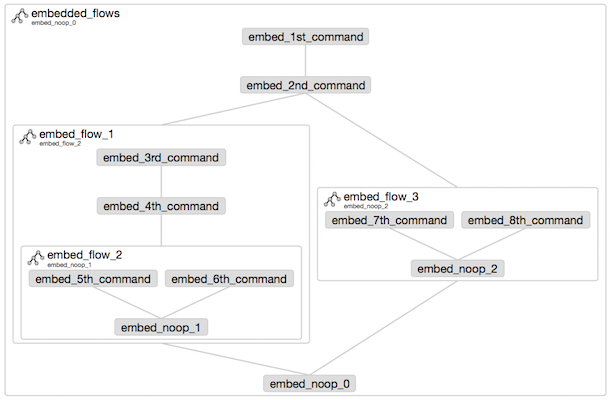 embedded_flows
embed_noop_0
embed_1st_command
embed_2nd_command
embed_flow_1
embed_flow_2
embed_3rd_command
embed_4th_command
embed_flow_2
embed_noop_1
embed_5th_command embed_6th_command
embed_noop_1
embed_flow_3
embed_noop_2
embed_7th_command embed_8th_command
embed_noop_2
embed_noop_0